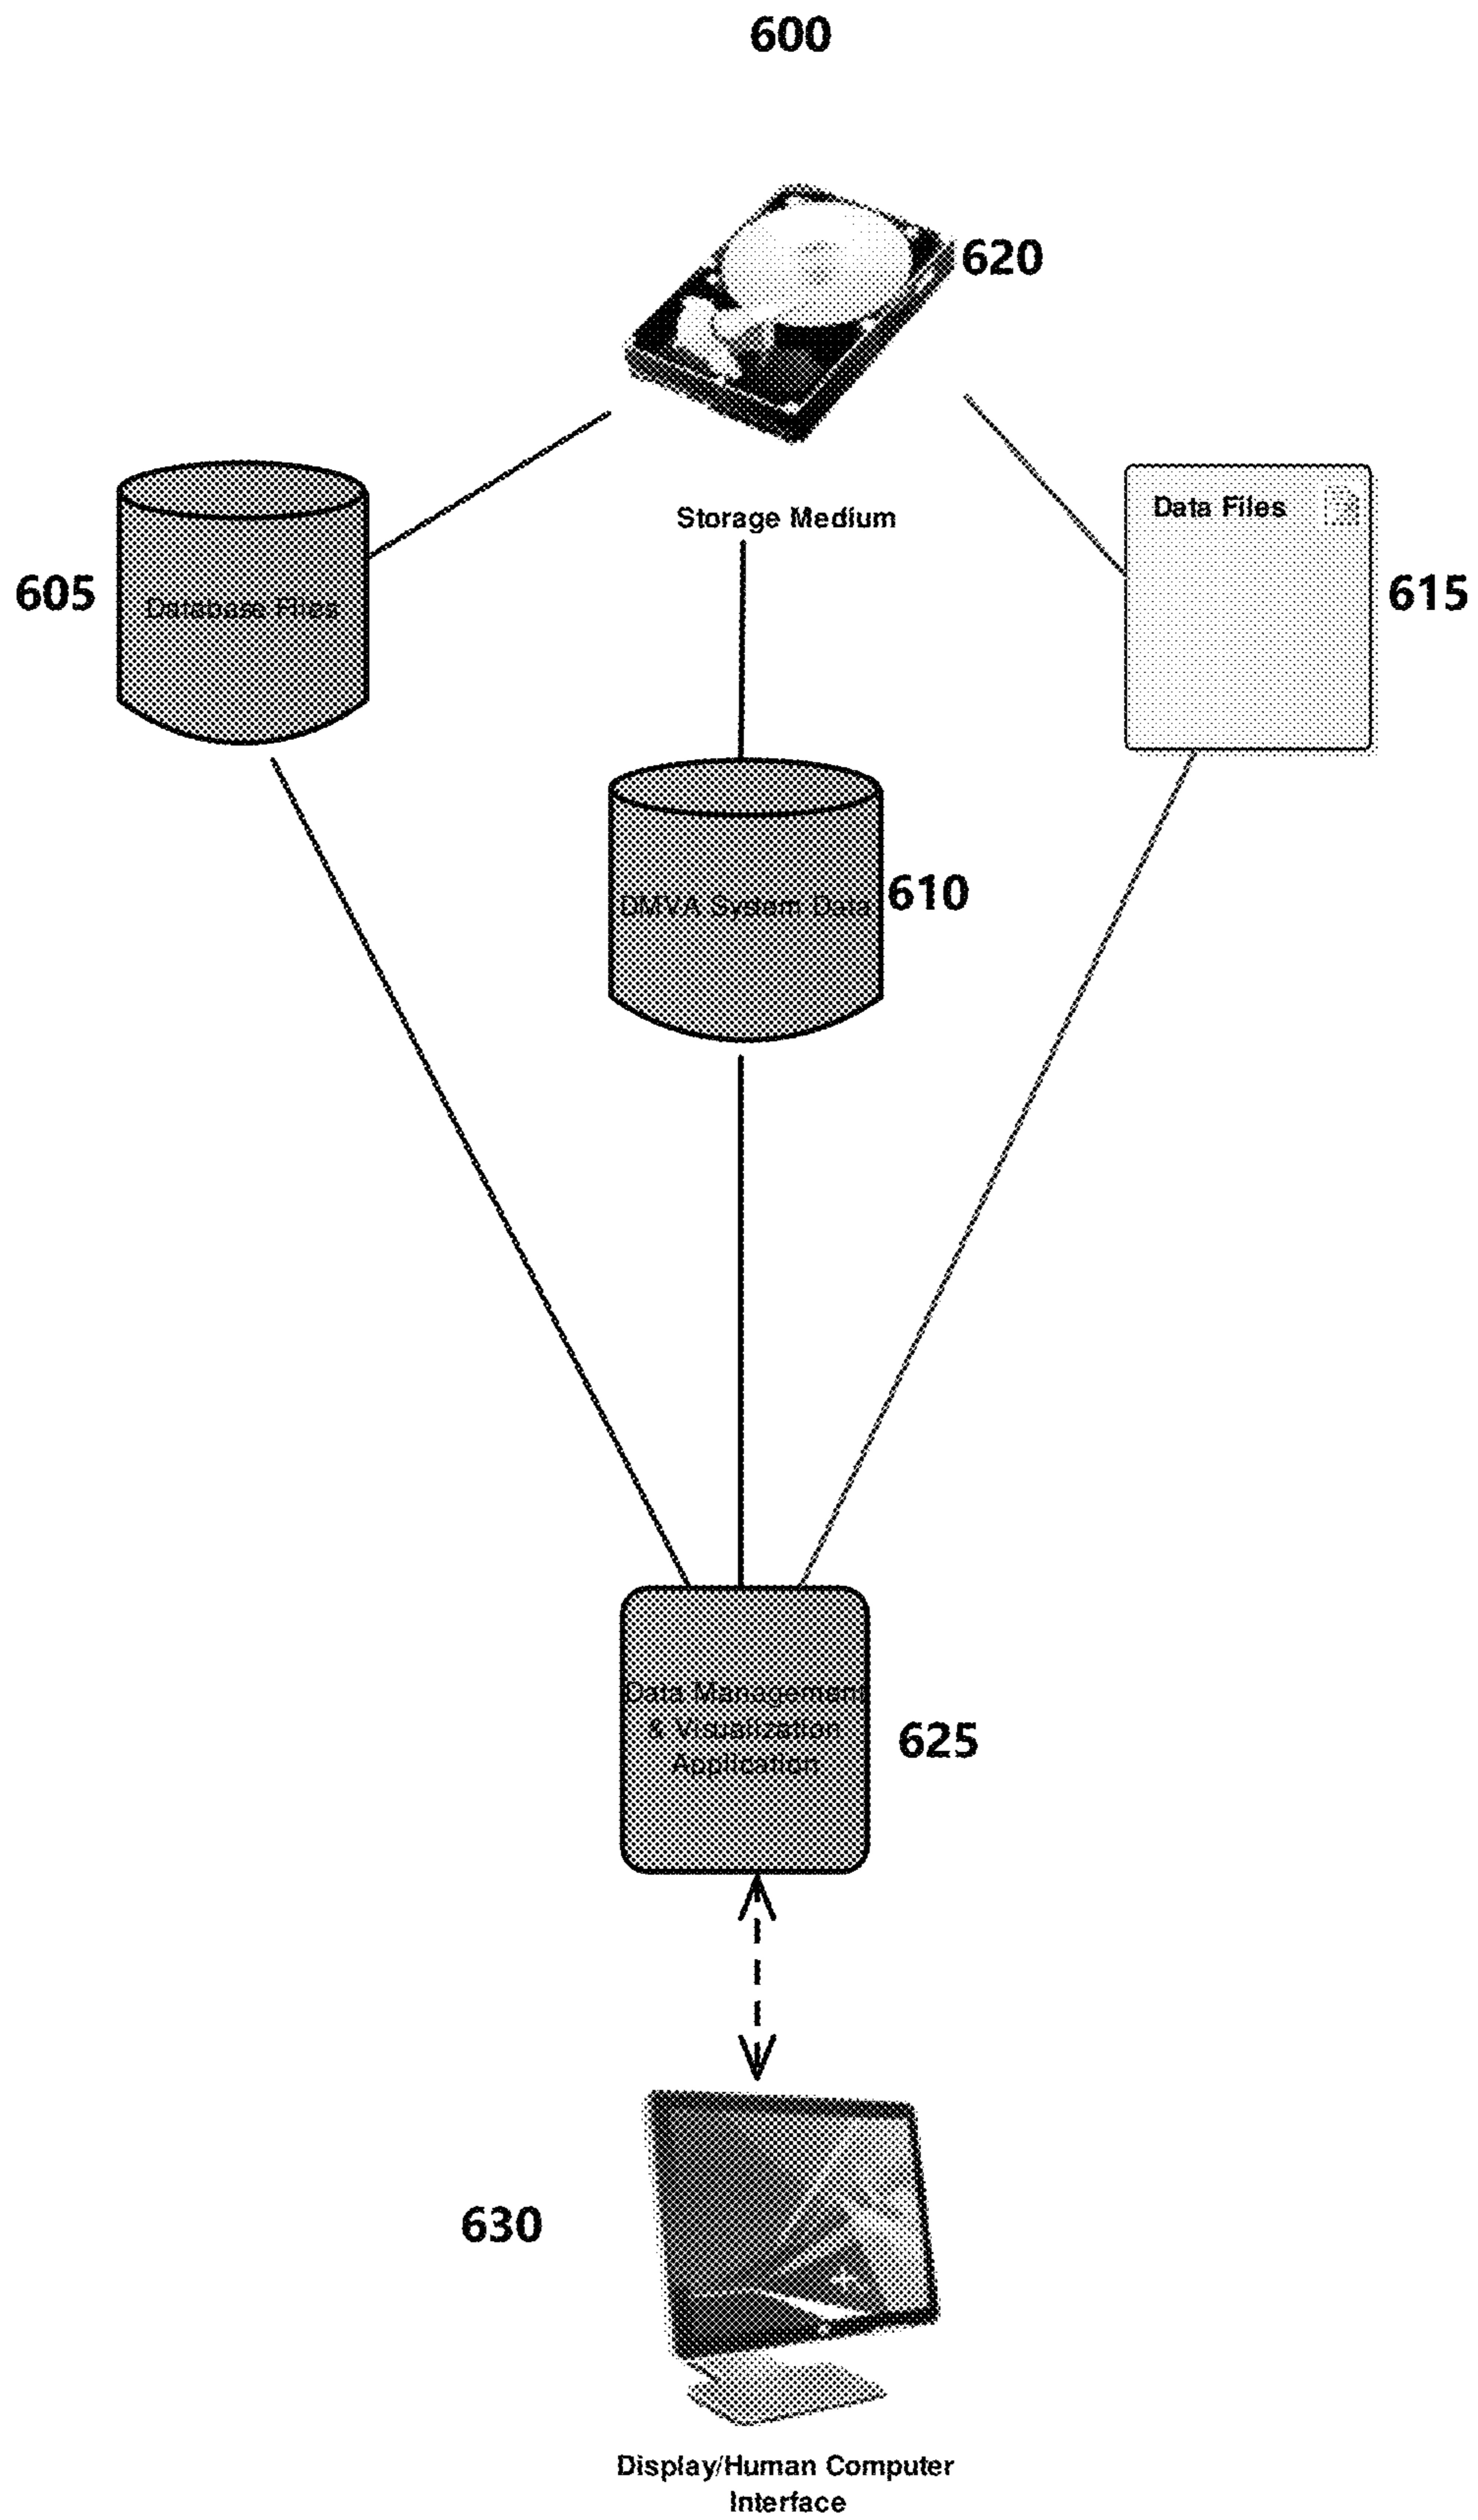 600
620
Storage Medium
Data Files
605
Database Files
615
DMVA System Data
610
Data Management
& Visualization
Application
625
630
Display/Human Computer
Interface